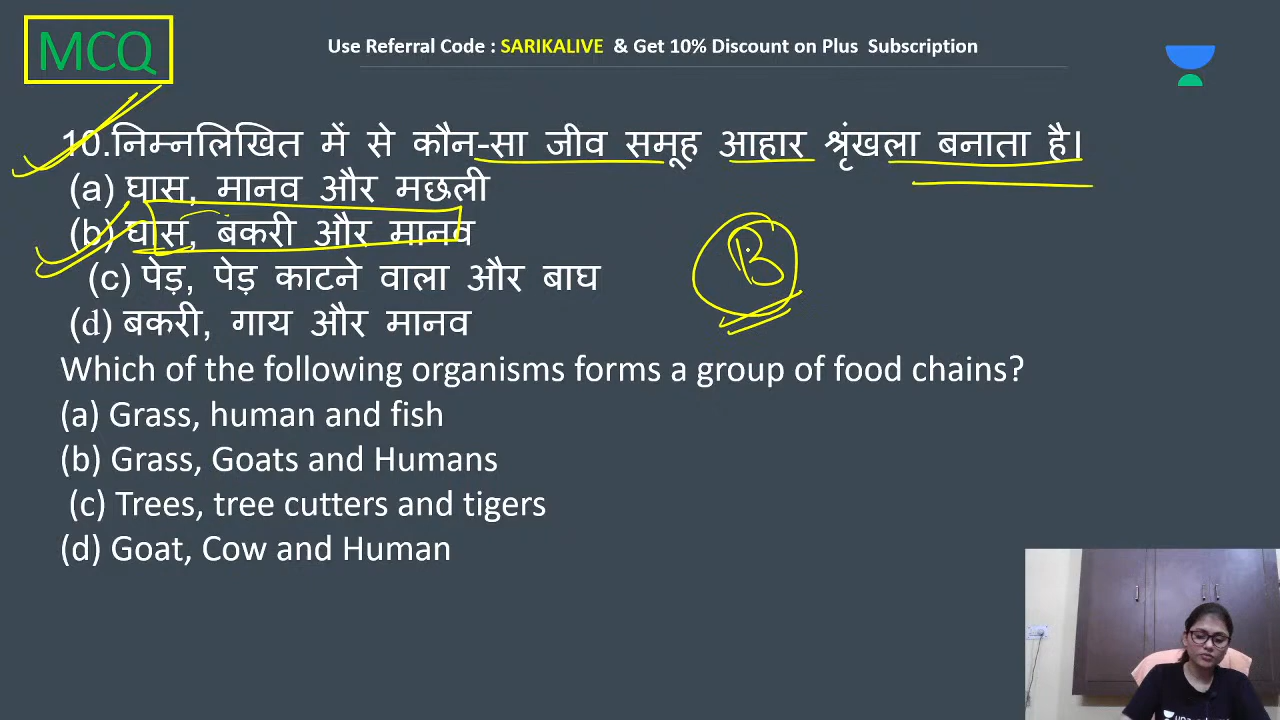 MCQ
Use Referral Code : SARIKALIVE & Get 10% Discount on Plus Subscription
10.निम्नलिखित में से कौन-सा जीव समूह आहार श्रृंखला बनाता है।
(a) घास, मानव और मछली
(b) घास, बकरी और मानव
(c) पेड़, पेड़ काटने वाला और बाघ
(d) बकरी, गाय और मानव
B
Which of the following organisms forms a group of food chains?
(a) Grass, human and fish
(b) Grass, Goats and Humans
(c) Trees, tree cutters and tigers
(d) Goat, Cow and Human